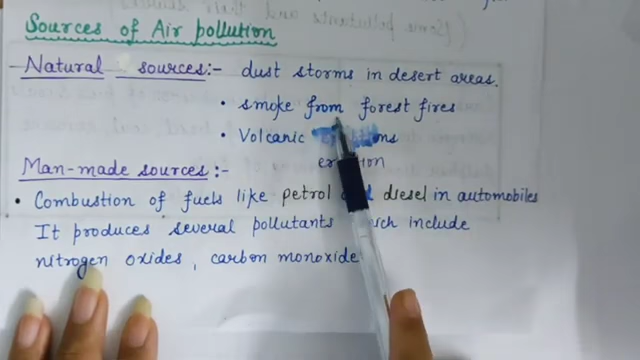 Sources of Air pollution
Natural sources:- dust storms in desert areas.
• smoke from forest fires
• Volcanic
Man-made sources:-
• Combustion of fuels like petrol diesel in automobiles
It produces several pollutants include
nitrogen oxides, carbon monoxide